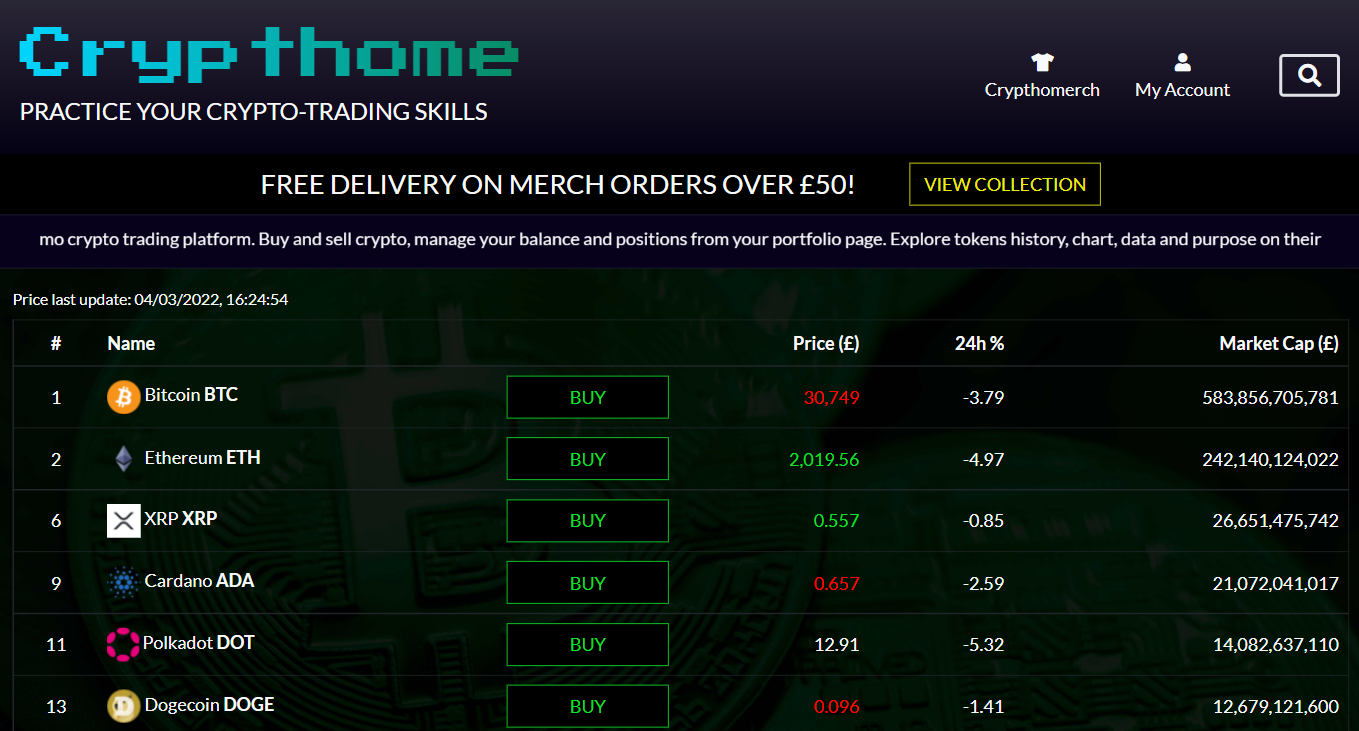 Crypthome
PRACTICE YOUR CRYPTO-TRADING SKILLS
Crypthomerch
My Account
FREE DELIVERY ON MERCH ORDERS OVER £50!
VIEW COLLECTION
mo crypto trading platform. Buy and sell crypto, manage your balance and positions from your portfolio page. Explore tokens history, chart, data and purpose on their
Price last update: 04/03/2022, 16:24:54
# Name Price (£) 24h % Market Cap (£)
1 Bitcoin BTC BUY 30,749 -3.79 583,856,705,781
2 Ethereum ETH BUY 2,019.56 -4.97 242,140,124,022
6 XRP XRP BUY 0.557 -0.85 26,651,475,742
9 Cardano ADA BUY 0.657 -2.59 21,072,041,017
11 Polkadot DOT BUY 12.91 -5.32 14,082,637,110
13 Dogecoin DOGE BUY 0.096 -1.41 12,679,121,600